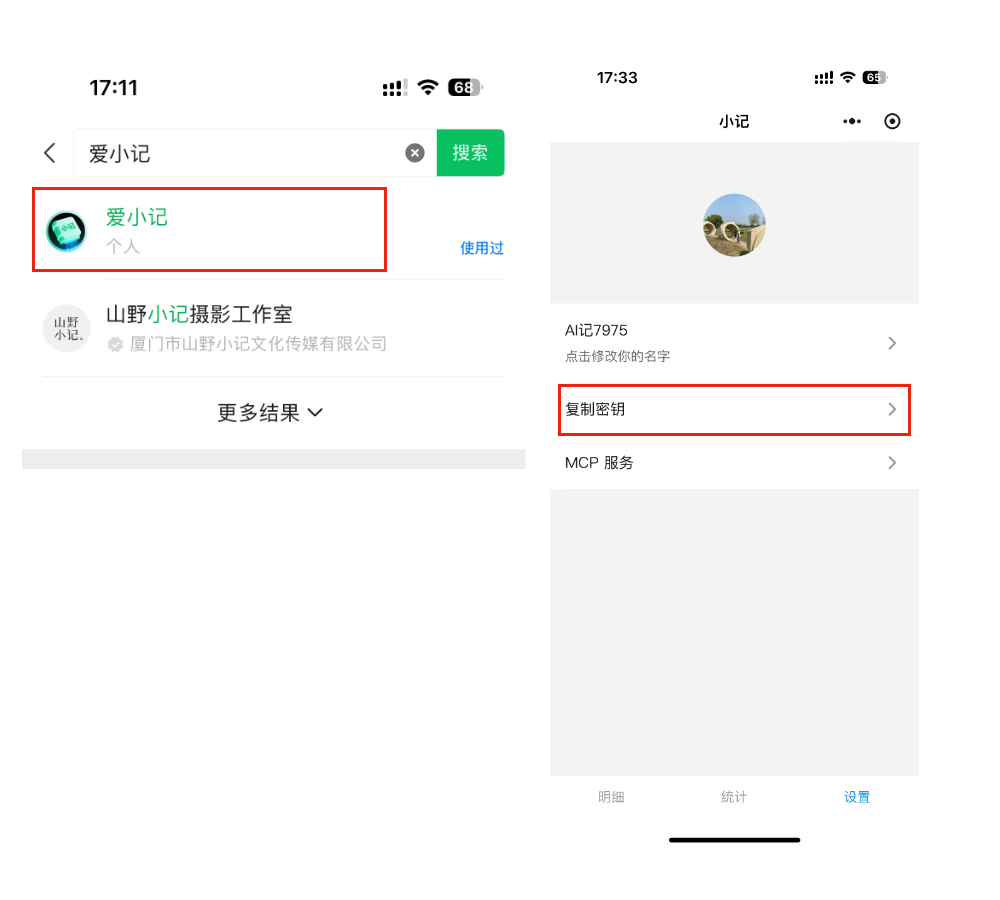 17:11
68
爱小记
搜索
小记
爱小记
个人
使用过
山野
小记。
山野小记摄影工作室
厦门市山野小记文化传媒有限公司
更多结果
17:33
65
小记
AI记7975
点击修改你的名字
复制密钥
MCP 服务
明细
统计
设置